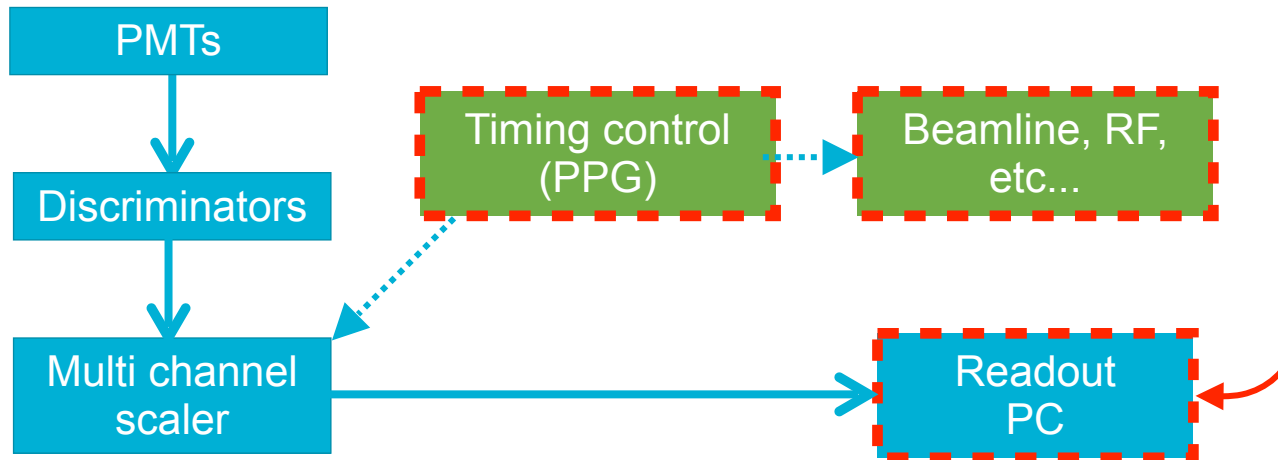 PMTs
Timing control
(PPG)
Beamline, RF,
etc...
Discriminators
Multi channel
scaler
Readout
PC